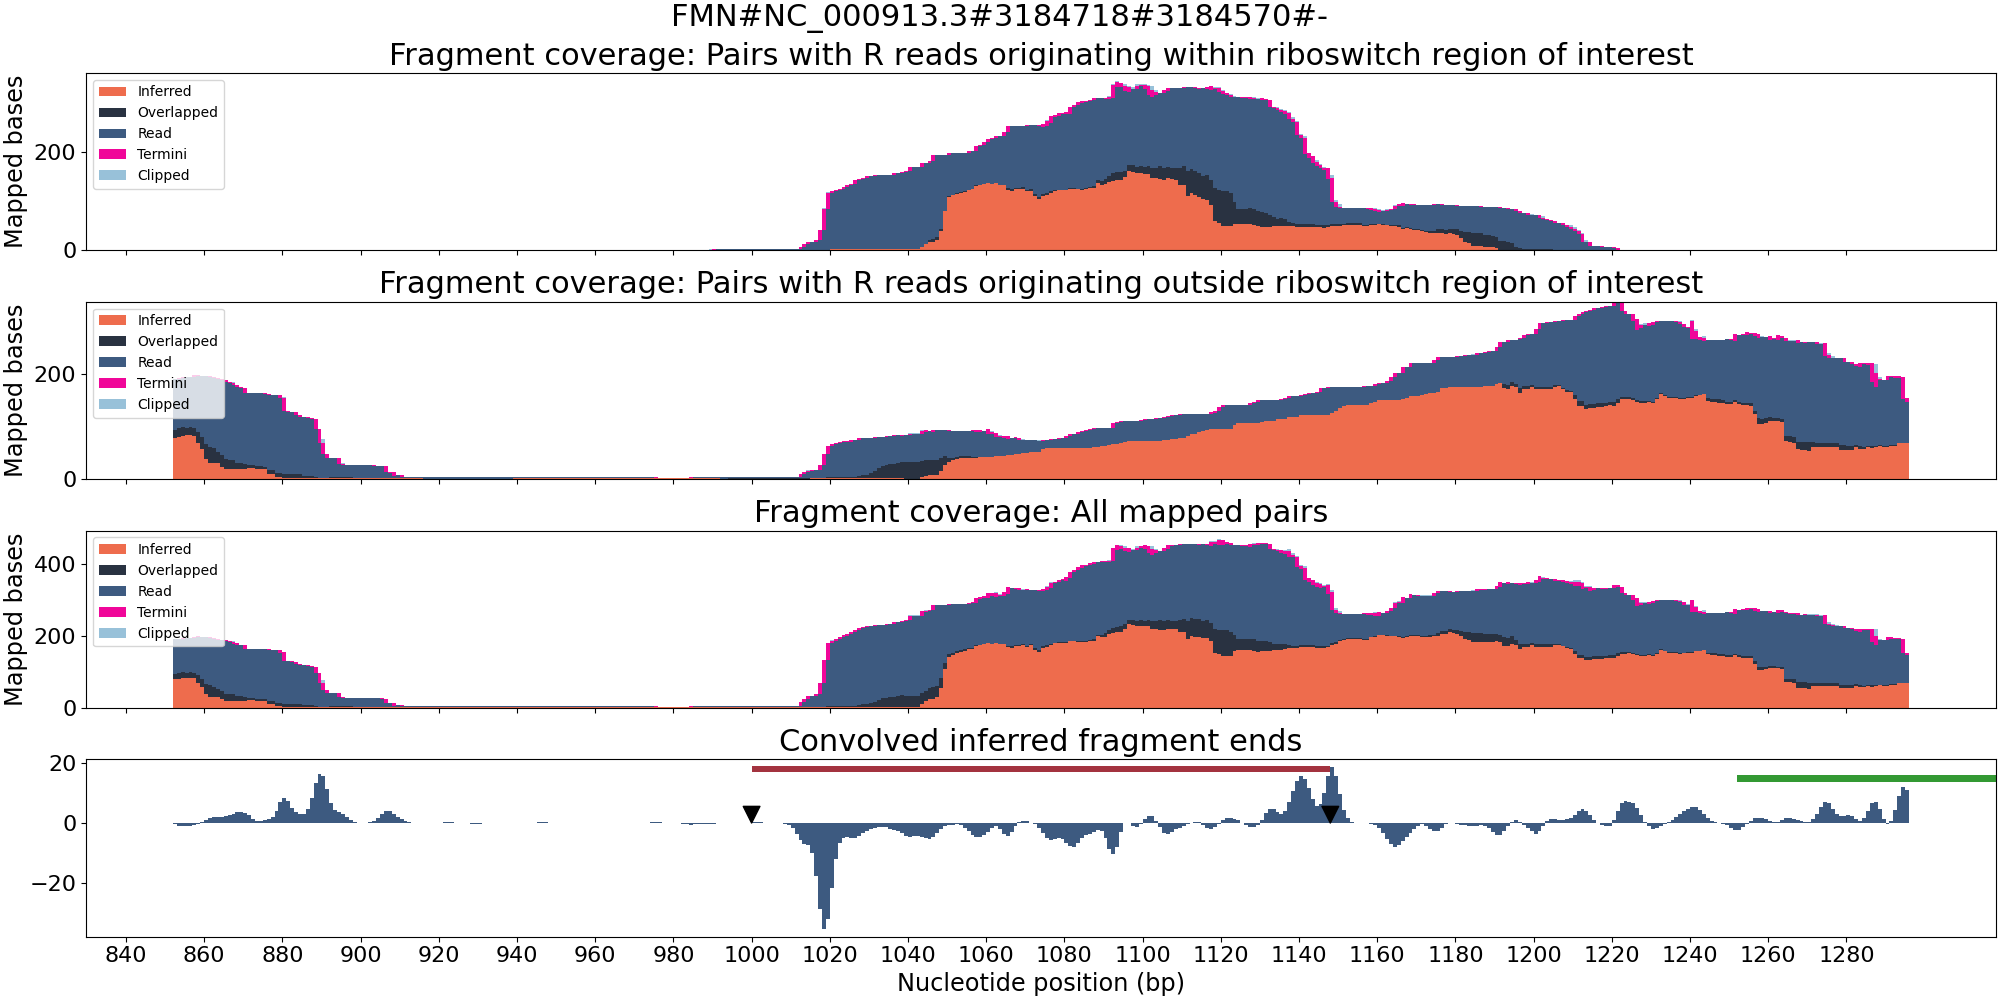 FMN#NC_000913.3#3184718#3184570#-
Fragment coverage: Pairs with R reads originating within riboswitch region of interest
Mapped bases
200
0
Inferred
Overlapped
Read
Termini
Clipped
Fragment coverage: Pairs with R reads originating outside riboswitch region of interest
Mapped bases
200
0
Inferred
Overlapped
Read
Termini
Clipped
Fragment coverage: All mapped pairs
Mapped bases
400
200
0
Inferred
Overlapped
Read
Termini
Clipped
Convolved inferred fragment ends
20
0
−20
840 860 880 900 920 940 960 980 1000 1020 1040 1060 1080 1100 1120 1140 1160 1180 1200 1220 1240 1260 1280
Nucleotide position (bp)